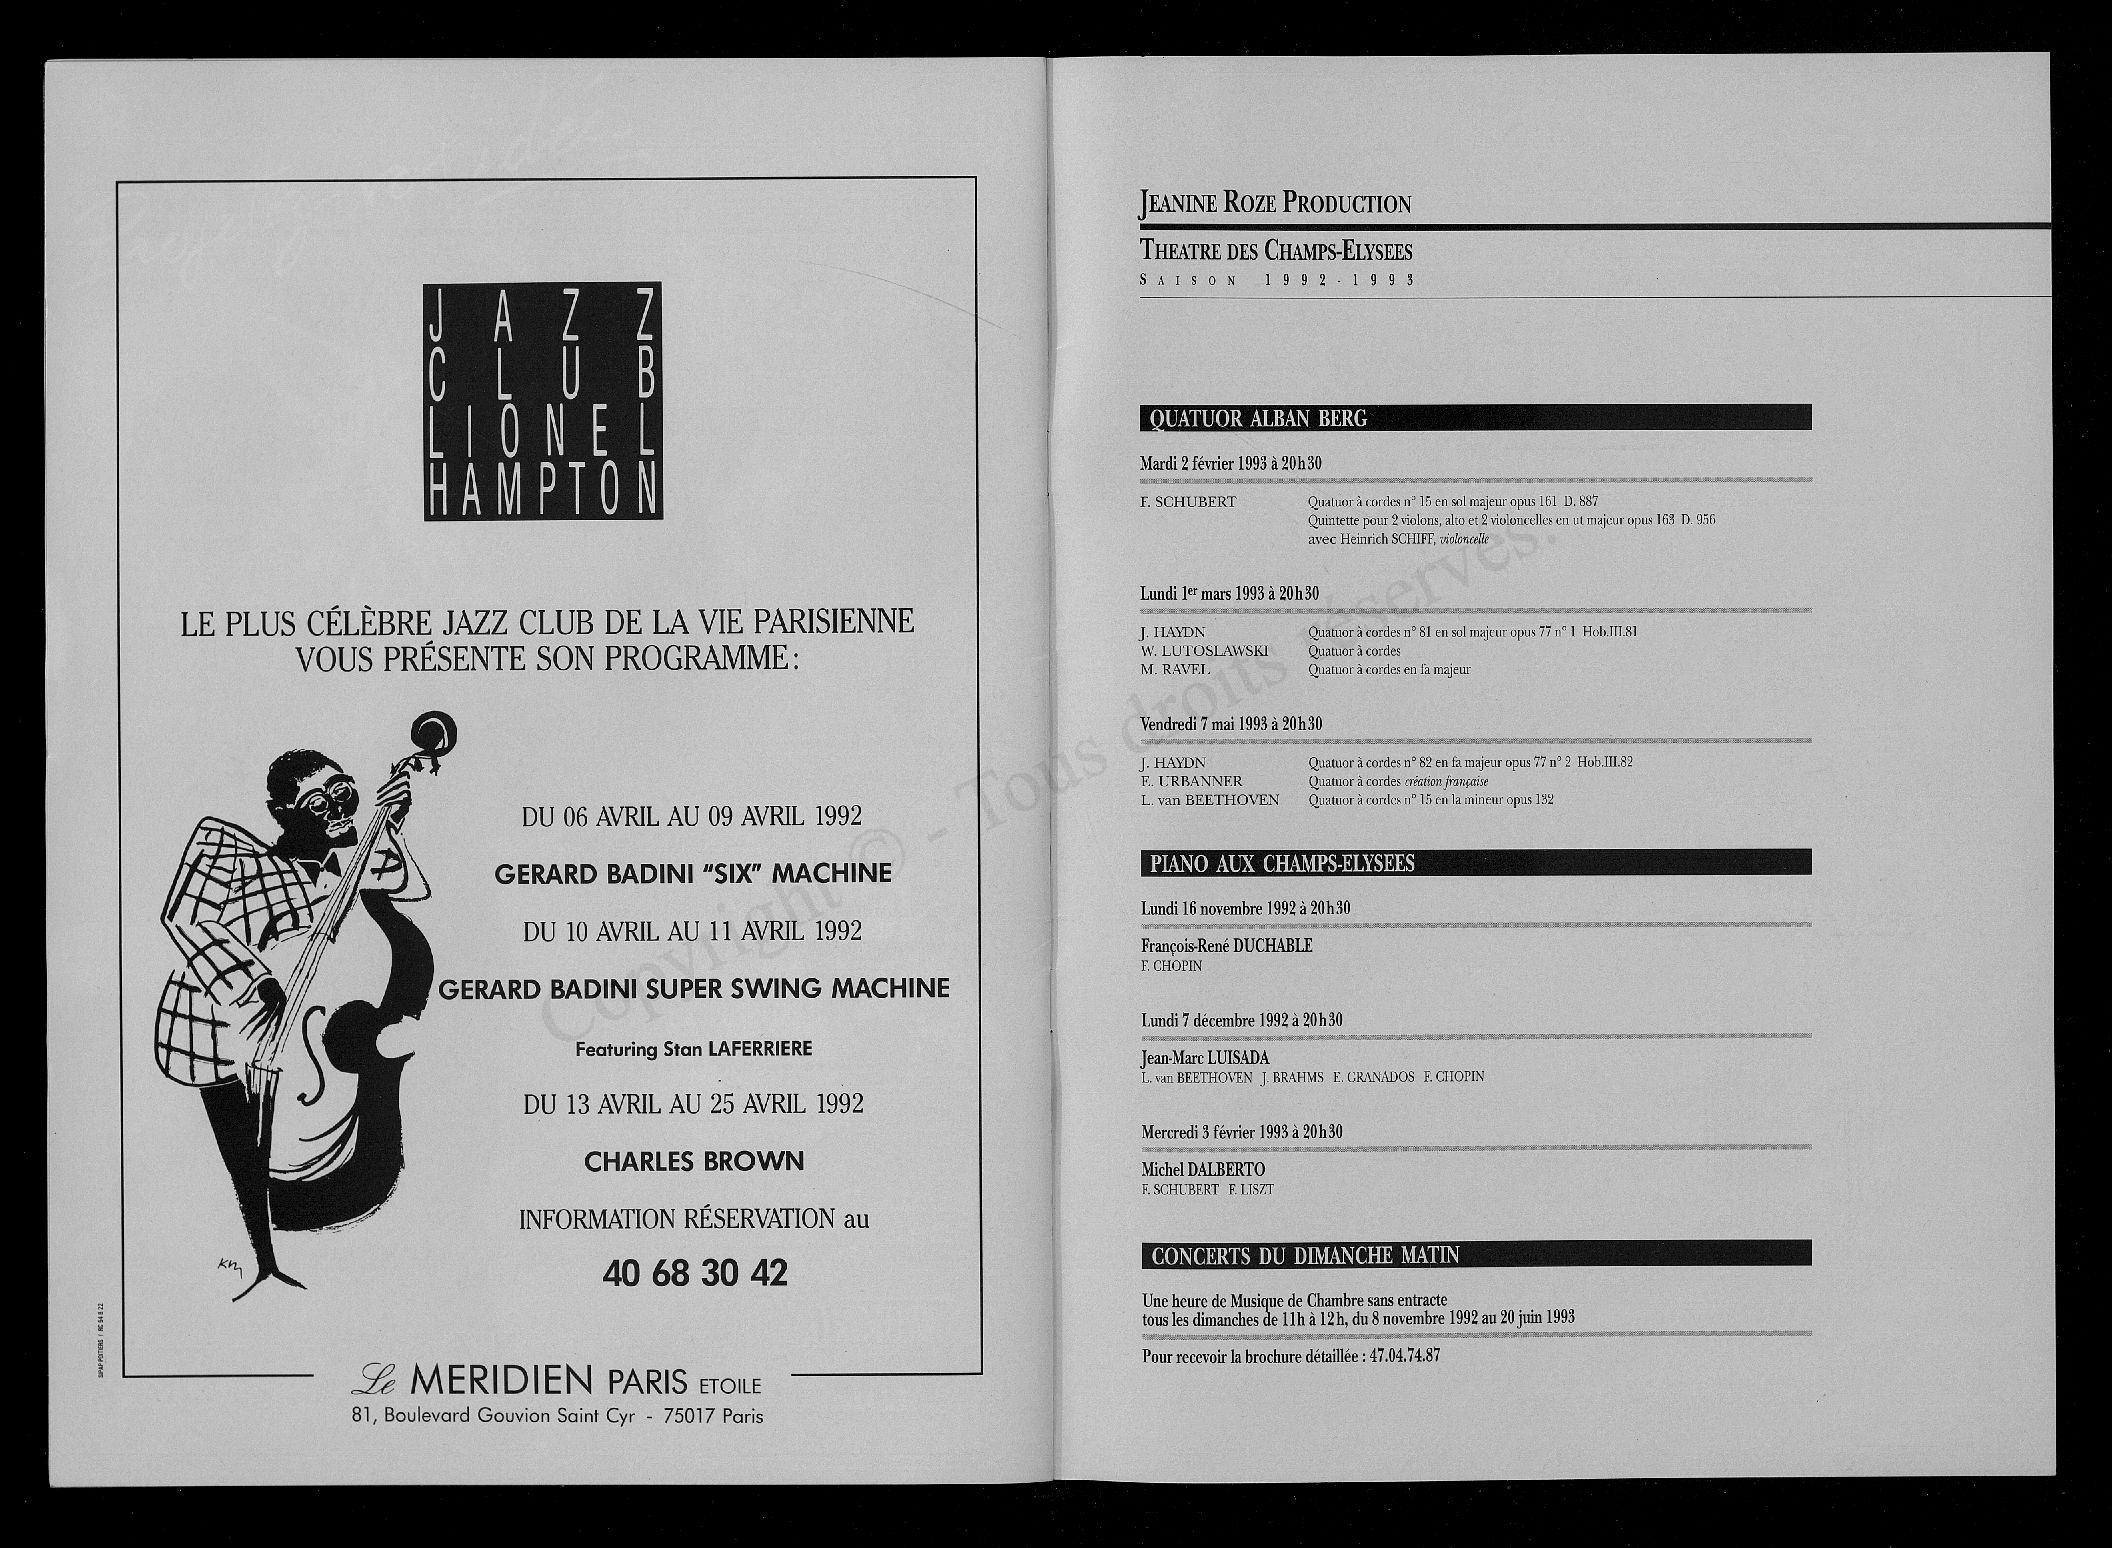 JAZZ
CLUB
LIONEL
HAMPTON
LE PLUS CÉLÈBRE JAZZ CLUB DE LA VIE PARISIENNE
VOUS PRÉSENTE SON PROGRAMME :
DU 06 AVRIL AU 09 AVRIL 1992
GERARD BADINI "SIX" MACHINE
DU 10 AVRIL AU 11 AVRIL 1992
GERARD BADINI SUPER SWING MACHINE
Featuring Stan LAFERRIERE
DU 13 AVRIL AU 25 AVRIL 1992
CHARLES BROWN
INFORMATION RÉSERVATION au
40 68 30 42
Le MERIDIEN PARIS ETOILE
81, Boulevard Gouvion Saint Cyr - 75017 Paris
JEANINE ROZE PRODUCTION
THEATRE DES CHAMPS-ELYSEES
SAISON 1992-1993
QUATUOR ALBAN BERG
Mardi 2 février 1993 à 20h30
F. SCHUBERT Quatuor à cordes n° 15 en sol majeur opus 161 D. 887
Quintette pour 2 violons, alto et 2 violoncelles en ut majeur opus 163 D. 956
avec Heinrich SCHIFF, violoncelle
Lundi 1er mars 1993 à 20h30
J. HAYDN Quatuor à cordes n° 81 en sol majeur opus 77 n° 1 Hob.III.81
W. LUTOSLAWSKI Quatuor à cordes
M. RAVEL Quatuor à cordes en fa majeur
Vendredi 7 mai 1993 à 20h30
J. HAYDN Quatuor à cordes n° 82 en fa majeur opus 77 n° 2 Hob.III.82
E. URBANNER Quatuor à cordes création française
L. van BEETHOVEN Quatuor à cordes n° 15 en la mineur opus 132
PIANO AUX CHAMPS-ELYSEES
Lundi 16 novembre 1992 à 20h30
François-René DUCHABLE
F. CHOPIN
Lundi 7 décembre 1992 à 20h30
Jean-Marc LUISADA
L. van BEETHOVEN J. BRAHMS E. GRANADOS F. CHOPIN
Mercredi 3 février 1993 à 20h30
Michel DALBERTO
F. SCHUBERT F. LISZT
CONCERTS DU DIMANCHE MATIN
Une heure de Musique de Chambre sans entracte
tous les dimanches de 11h à 12h, du 8 novembre 1992 au 20 juin 1993
Pour recevoir la brochure détaillée : 47.04.74.87
Copyright © - Tous droits réservés.